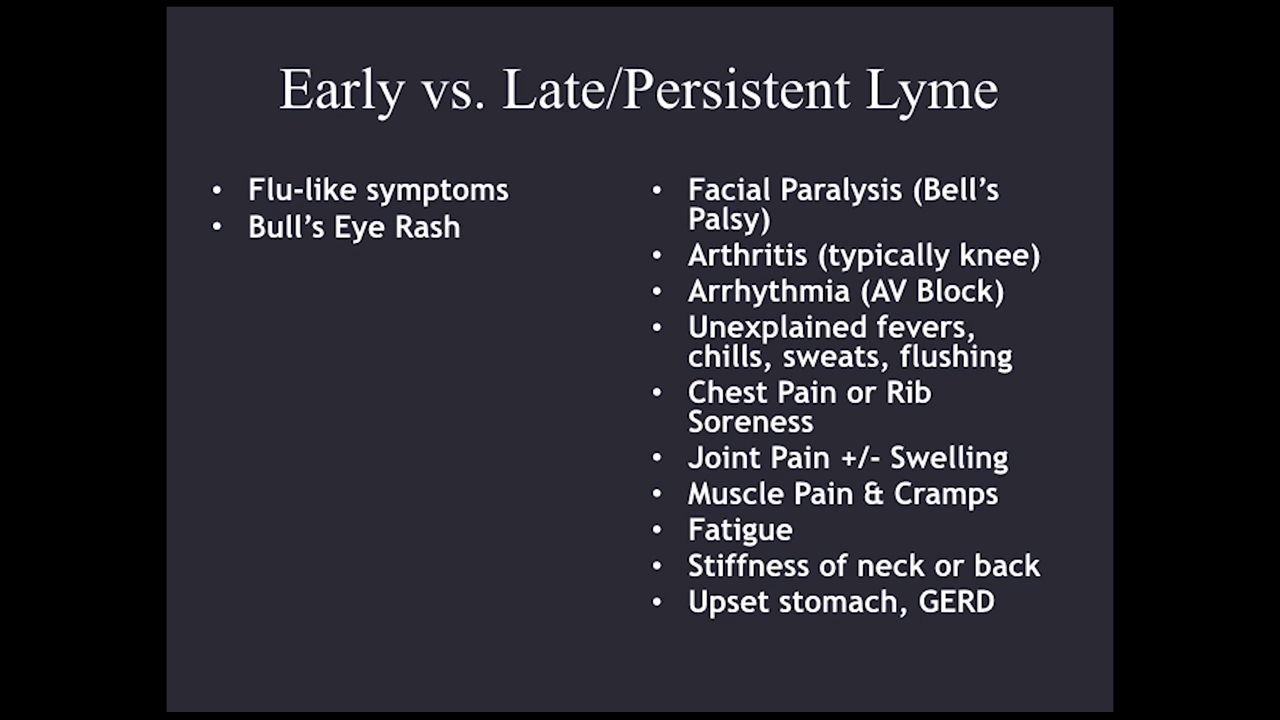 Early vs. Late/Persistent Lyme
• Flu-like symptoms
• Bull’s Eye Rash
• Facial Paralysis (Bell’s
Palsy)
• Arthritis (typically knee)
• Arrhythmia (AV Block)
• Unexplained fevers,
chills, sweats, flushing
• Chest Pain or Rib
Soreness
• Joint Pain +/- Swelling
• Muscle Pain & Cramps
• Fatigue
• Stiffness of neck or back
• Upset stomach, GERD